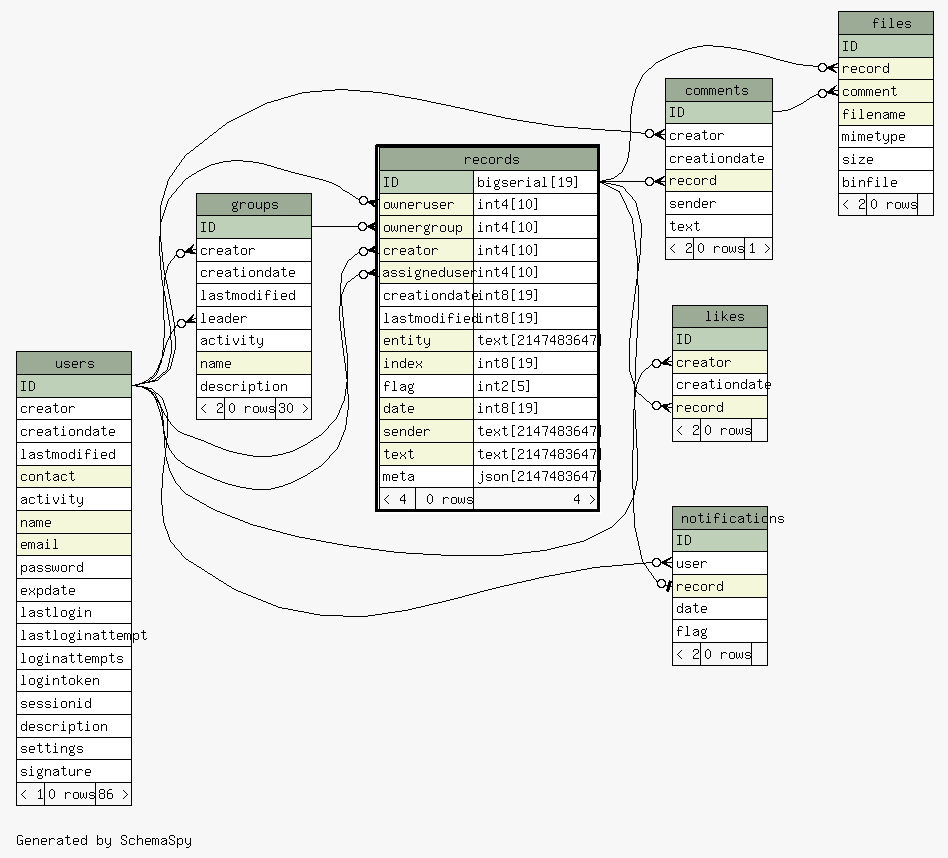 files
ID
record
comment
filename
mimetype
size
binfile
< 2 0 rows
comments
ID
creator
creationdate
record
sender
text
< 2 0 rows 1 >
records
ID bigserial[19]
owneruser int4[10]
ownergroup int4[10]
creator int4[10]
assigneduser int4[10]
creationdate int8[19]
lastmodified int8[19]
entity text[2147483647]
index int8[19]
flag int2[5]
date int8[19]
sender text[2147483647]
text text[2147483647]
meta json[2147483647]
< 4 0 rows 4 >
groups
ID
creator
creationdate
lastmodified
leader
activity
name
description
< 2 0 rows 30 >
likes
ID
creator
creationdate
record
< 2 0 rows
users
ID
creator
creationdate
lastmodified
contact
activity
name
email
password
expdate
lastlogin
lastloginattempt
loginattempts
logintoken
sessionid
description
settings
signature
< 1 0 rows 86 >
notifications
ID
user
record
date
flag
< 2 0 rows
Generated by SchemaSpy